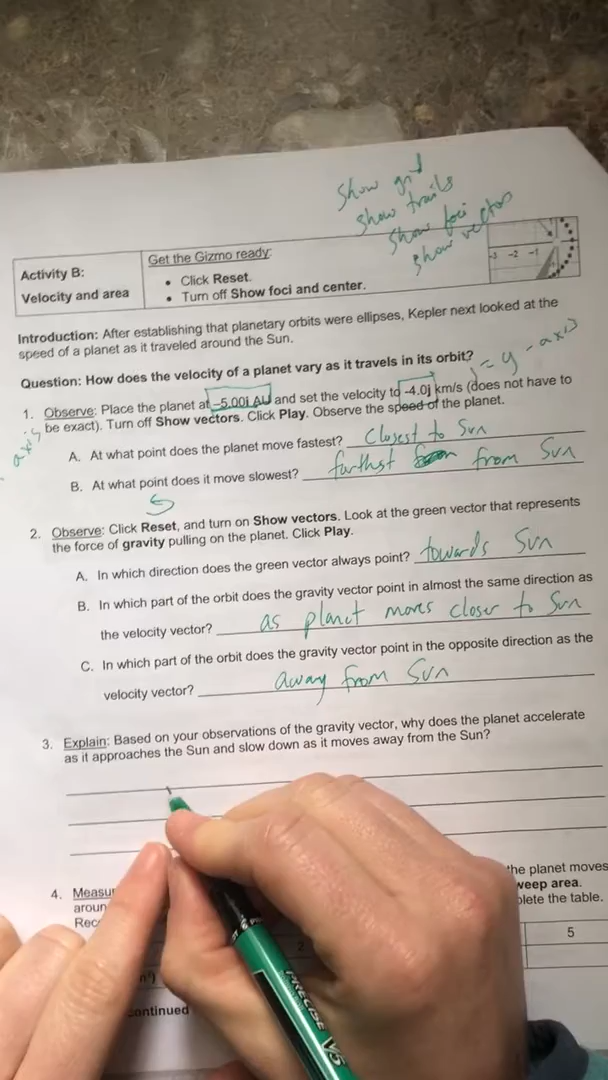 Show grid
show trails
show foci
show vector
Activity B:
Velocity and area
Get the Gizmo ready:
• Click Reset.
• Turn off Show foci and center.
-3 -2 -1
Introduction: After establishing that planetary orbits were ellipses, Kepler next looked at the
speed of a planet as it traveled around the Sun.
Question: How does the velocity of a planet vary as it travels in its orbit?
j = y-axis
1. Observe: Place the planet at -5.00i AU and set the velocity to -4.0j km/s (does not have to
be exact). Turn off Show vectors. Click Play. Observe the speed of the planet.
axis
A. At what point does the planet move fastest? Closest to Sun
B. At what point does it move slowest? farthst from Sun
2. Observe: Click Reset, and turn on Show vectors. Look at the green vector that represents
the force of gravity pulling on the planet. Click Play.
A. In which direction does the green vector always point? towards Sun
B. In which part of the orbit does the gravity vector point in almost the same direction as
the velocity vector? as planet moves closer to Sun
C. In which part of the orbit does the gravity vector point in the opposite direction as the
velocity vector? away from Sun
3. Explain: Based on your observations of the gravity vector, why does the planet accelerate
as it approaches the Sun and slow down as it moves away from the Sun?
4. Measu the planet moves
aroun weep area.
Rec plete the table.
2 5
continued
PRECISE V5